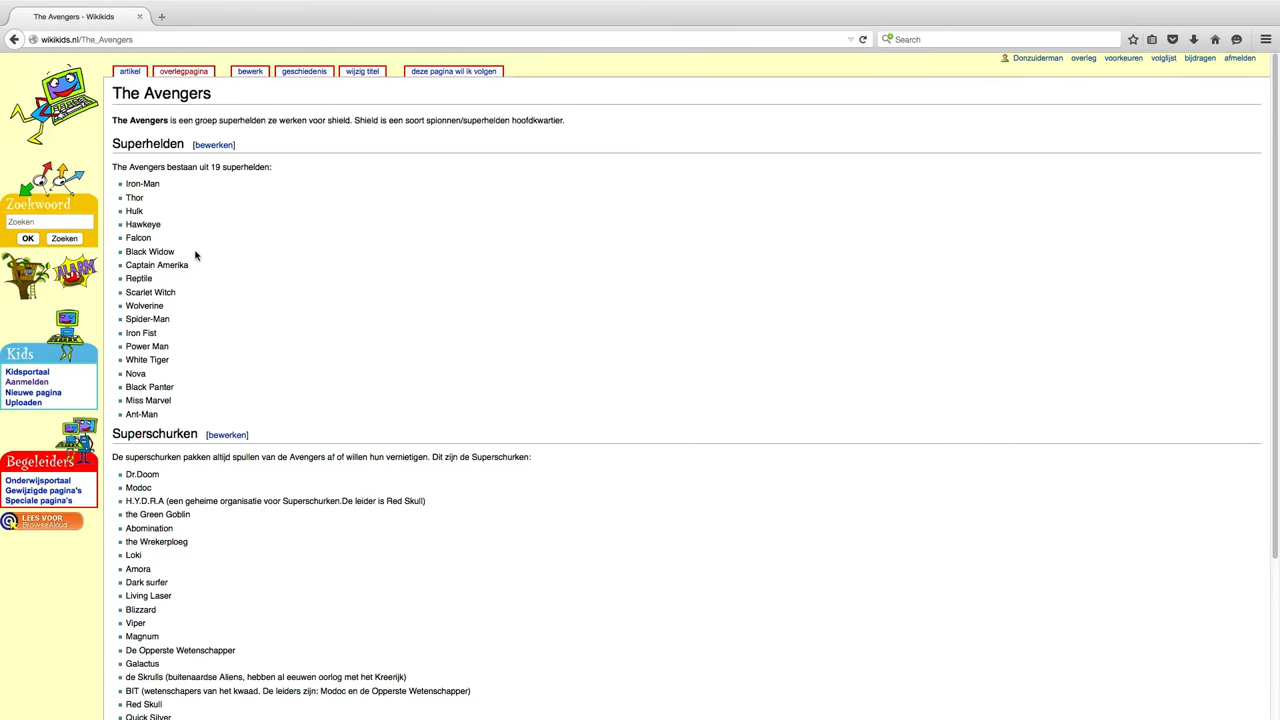 The Avengers - Wikikids
wikikids.nl/The_Avengers
Search
Donzuiderman overleg voorkeuren volglijst bijdragen afmelden
artikel overlegpagina bewerk geschiedenis wijzig titel deze pagina wil ik volgen
The Avengers
The Avengers is een groep superhelden ze werken voor shield. Shield is een soort spionnen/superhelden hoofdkwartier.
Superhelden [bewerken]
The Avengers bestaan uit 19 superhelden:
Iron-Man
Thor
Hulk
Hawkeye
Falcon
Black Widow
Captain Amerika
Reptile
Scarlet Witch
Wolverine
Spider-Man
Iron Fist
Power Man
White Tiger
Nova
Black Panter
Miss Marvel
Ant-Man
Superschurken [bewerken]
De superschurken pakken altijd spullen van de Avengers af of willen hun vernietigen. Dit zijn de Superschurken:
Dr.Doom
Modoc
H.Y.D.R.A (een geheime organisatie voor Superschurken.De leider is Red Skull)
the Green Goblin
Abomination
the Wrekerploeg
Loki
Amora
Dark surfer
Living Laser
Blizzard
Viper
Magnum
De Opperste Wetenschapper
Galactus
de Skrulls (buitenaardse Aliens, hebben al eeuwen oorlog met het Kreerijk)
BIT (wetenschapers van het kwaad. De leiders zijn: Modoc en de Opperste Wetenschapper)
Red Skull
Quick Silver
Zoekwoord
Zoeken
OK Zoeken
ALARM
Kids
Kidsportaal
Aanmelden
Nieuwe pagina
Uploaden
Begeleiders
Onderwijsportaal
Gewijzigde pagina's
Speciale pagina's
LEES VOOR
BrowseAloud